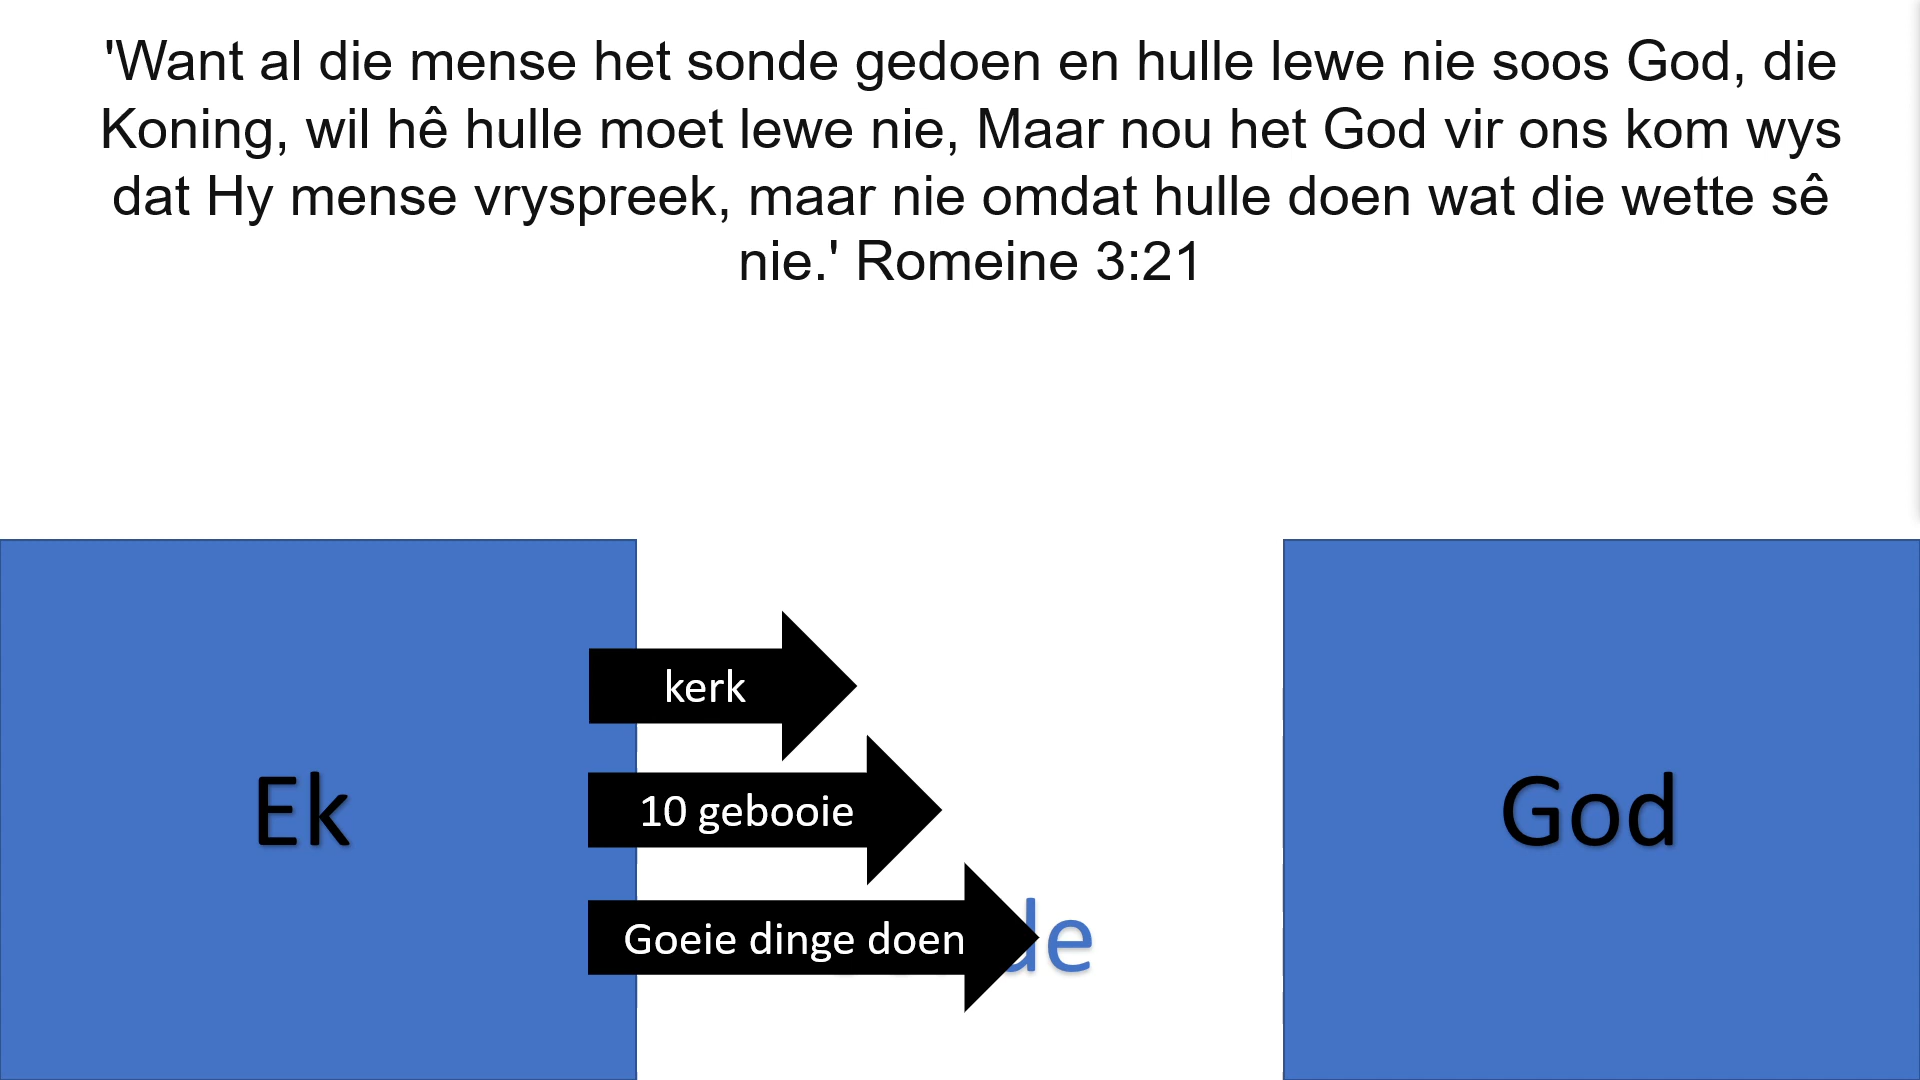 'Want al die mense het sonde gedoen en hulle lewe nie soos God, die
Koning, wil hê hulle moet lewe nie, Maar nou het God vir ons kom wys
dat Hy mense vryspreek, maar nie omdat hulle doen wat die wette sê
nie.' Romeine 3:21
kerk
Ek
10 gebooie
God
Goeie dinge doen